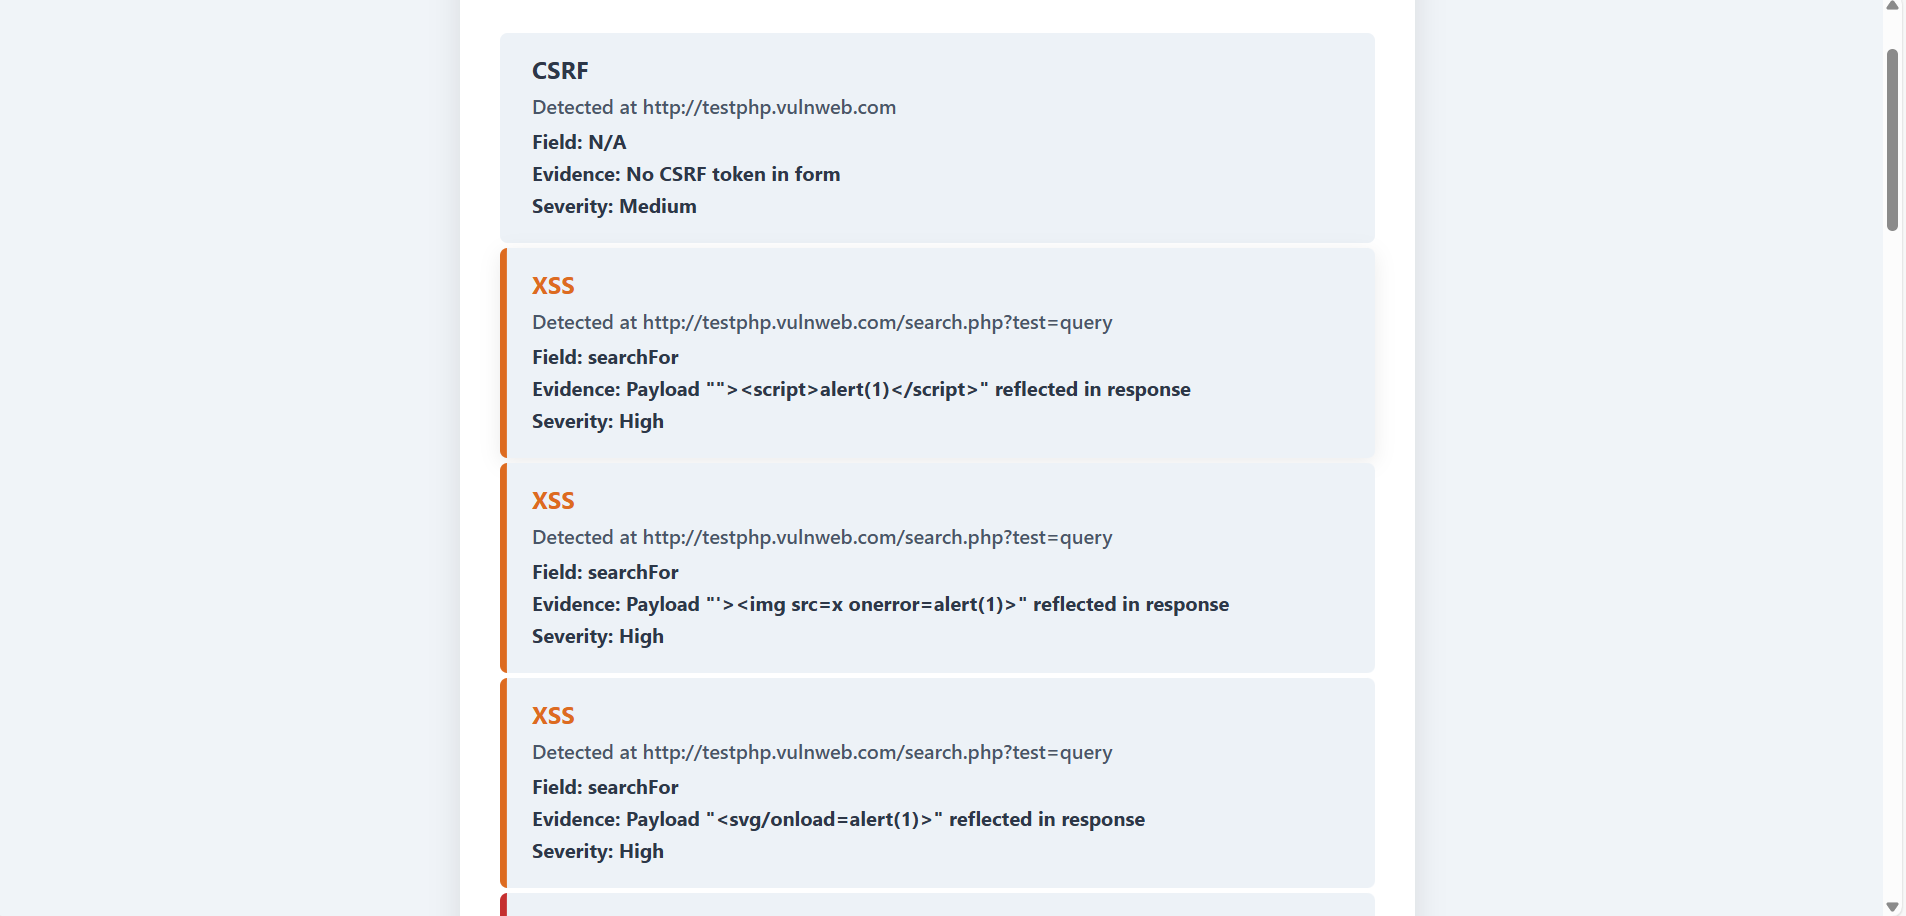 CSRF
Detected at http://testphp.vulnweb.com
Field: N/A
Evidence: No CSRF token in form
Severity: Medium
XSS
Detected at http://testphp.vulnweb.com/search.php?test=query
Field: searchFor
Evidence: Payload ""><script>alert(1)</script>" reflected in response
Severity: High
XSS
Detected at http://testphp.vulnweb.com/search.php?test=query
Field: searchFor
Evidence: Payload "'><img src=x onerror=alert(1)>" reflected in response
Severity: High
XSS
Detected at http://testphp.vulnweb.com/search.php?test=query
Field: searchFor
Evidence: Payload "<svg/onload=alert(1)>" reflected in response
Severity: High